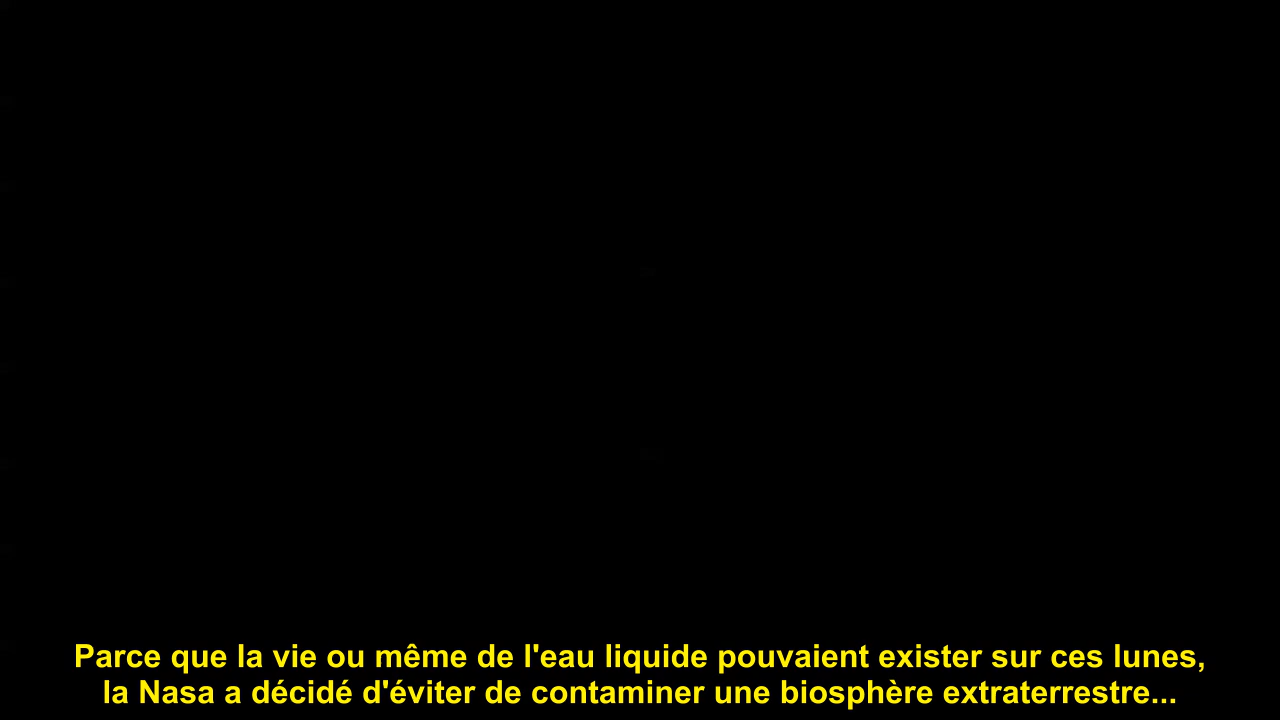 Parce que la vie ou même de l'eau liquide pouvaient exister sur ces lunes,
la Nasa a décidé d'éviter de contaminer une biosphère extraterrestre...